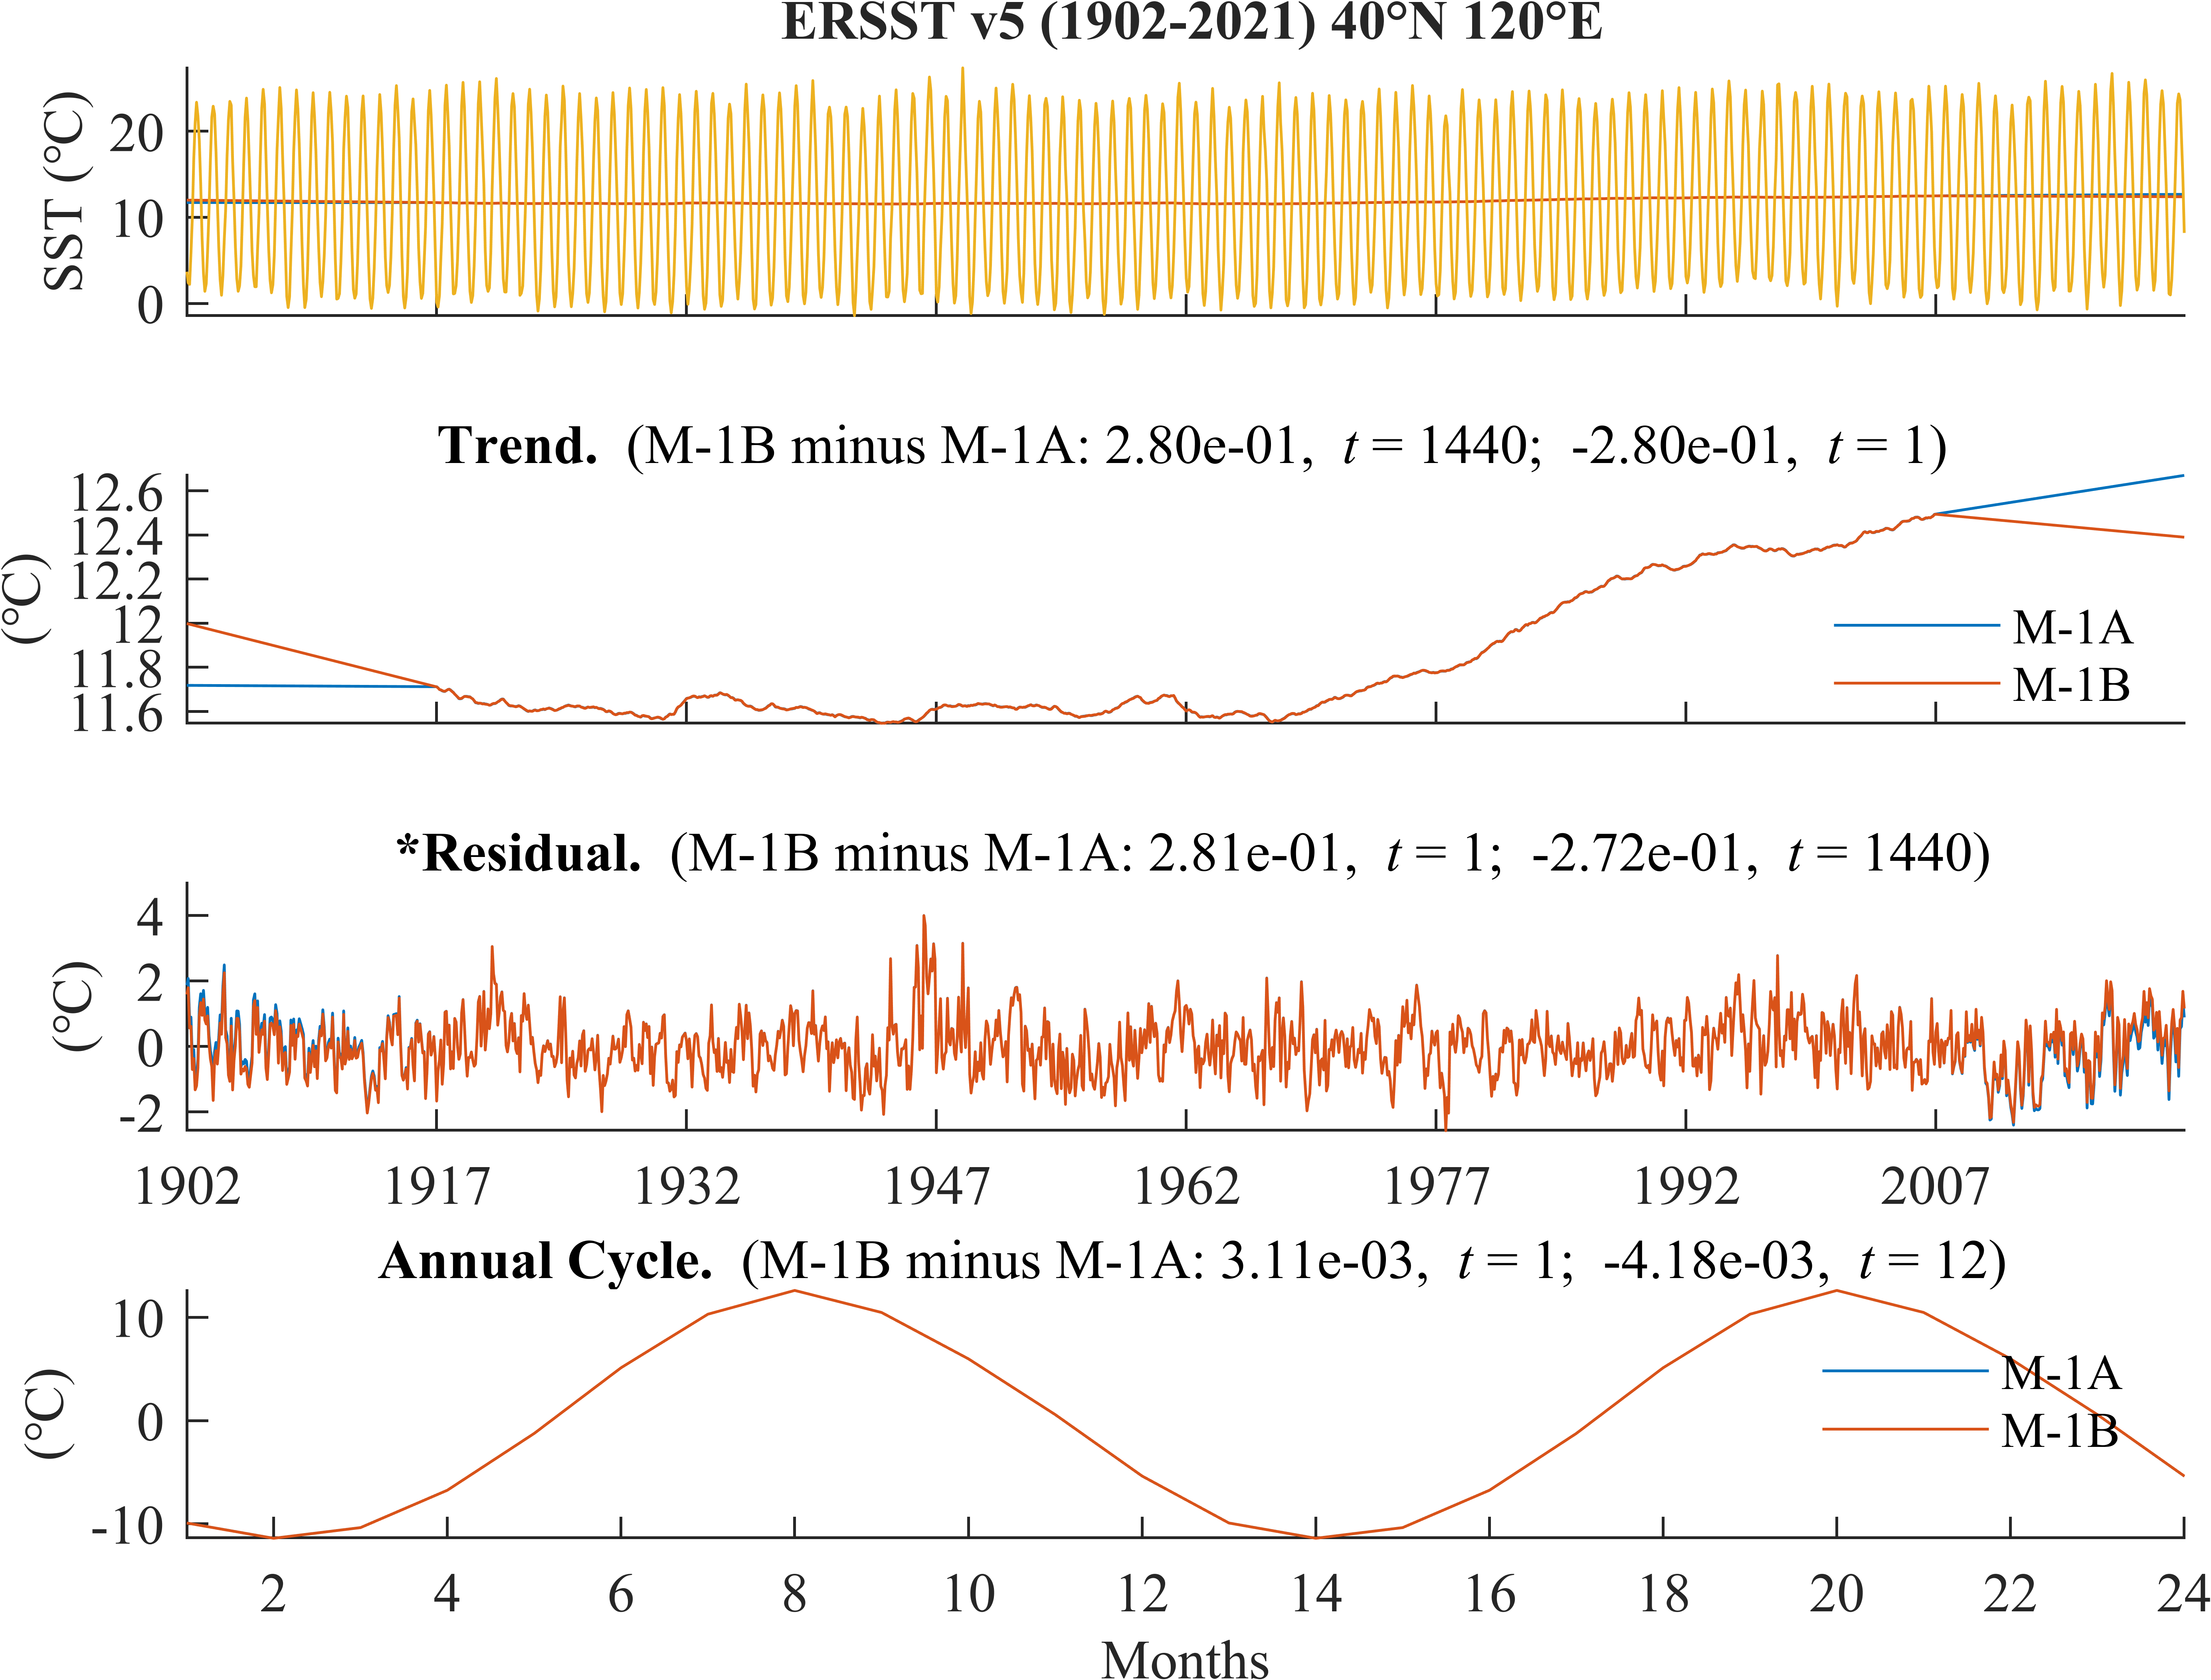 ERSST v5 (1902-2021) 40°N 120°E
SST (°C)
20
10
0
Trend. (M-1B minus M-1A: 2.80e-01, t = 1440; -2.80e-01, t = 1)
(°C)
12.6
12.4
12.2
12
11.8
11.6
M-1A
M-1B
*Residual. (M-1B minus M-1A: 2.81e-01, t = 1; -2.72e-01, t = 1440)
(°C)
4
2
0
-2
1902 1917 1932 1947 1962 1977 1992 2007
Annual Cycle. (M-1B minus M-1A: 3.11e-03, t = 1; -4.18e-03, t = 12)
(°C)
10
0
-10
M-1A
M-1B
2 4 6 8 10 12 14 16 18 20 22 24
Months